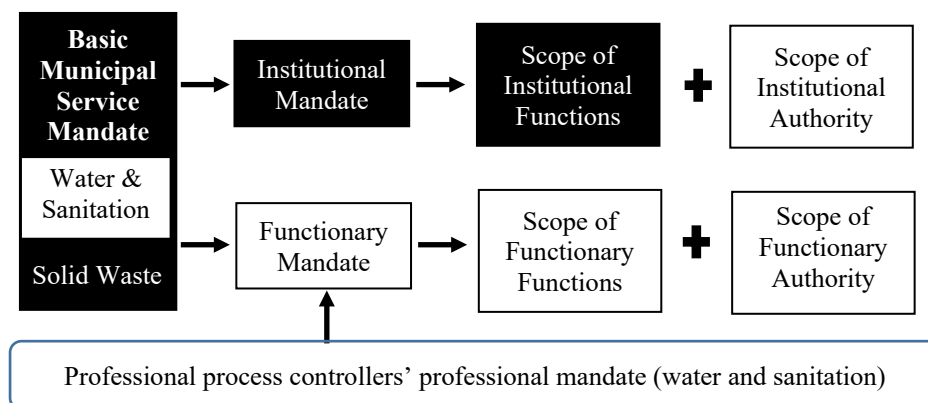 Basic
Municipal
Service
Mandate
Water &
Sanitation
Solid Waste
Institutional
Mandate
Scope of
Institutional
Functions
Scope of
Institutional
Authority
Functionary
Mandate
Scope of
Functionary
Functions
Scope of
Functionary
Authority
Professional process controllers’ professional mandate (water and sanitation)